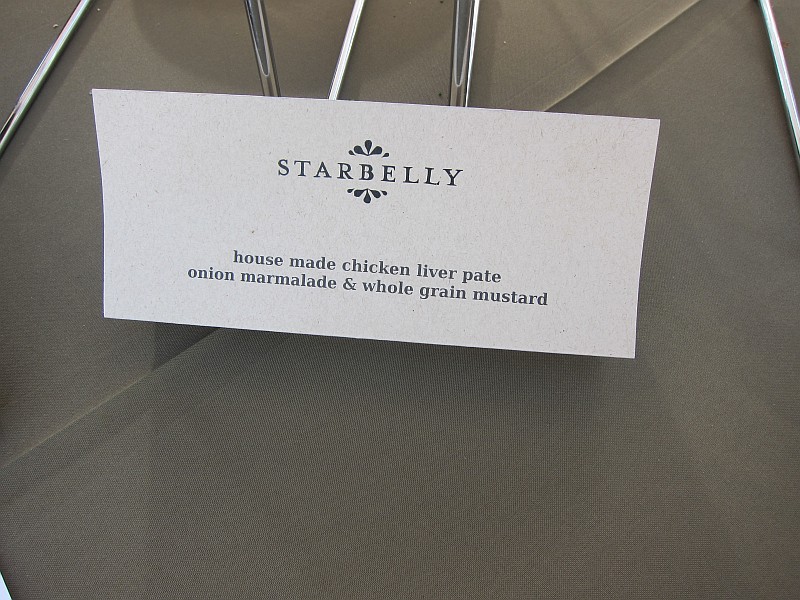 STARBELLY
house made chicken liver pate
onion marmalade & whole grain mustard